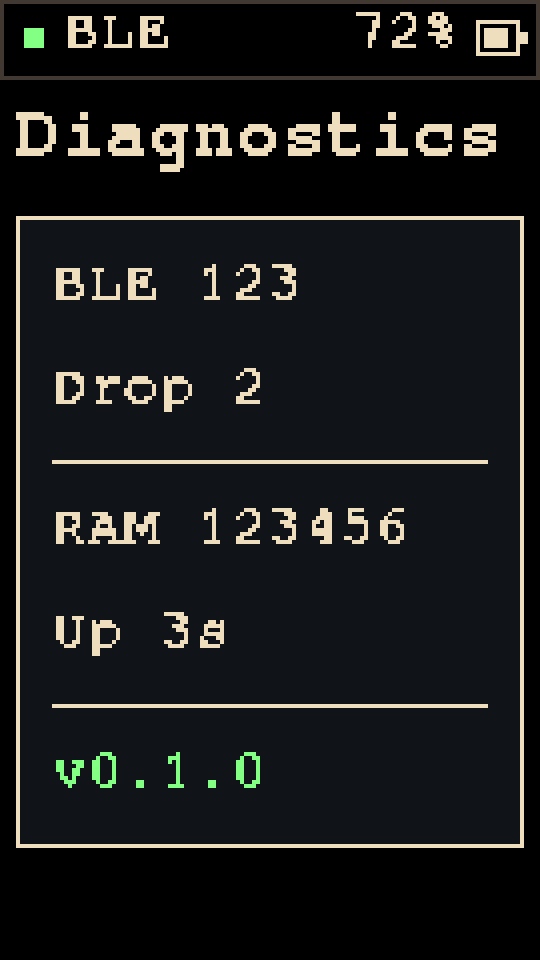 BLE 72%
Diagnostics
BLE 123
Drop 2
RAM 123456
Up 3s
v0.1.0